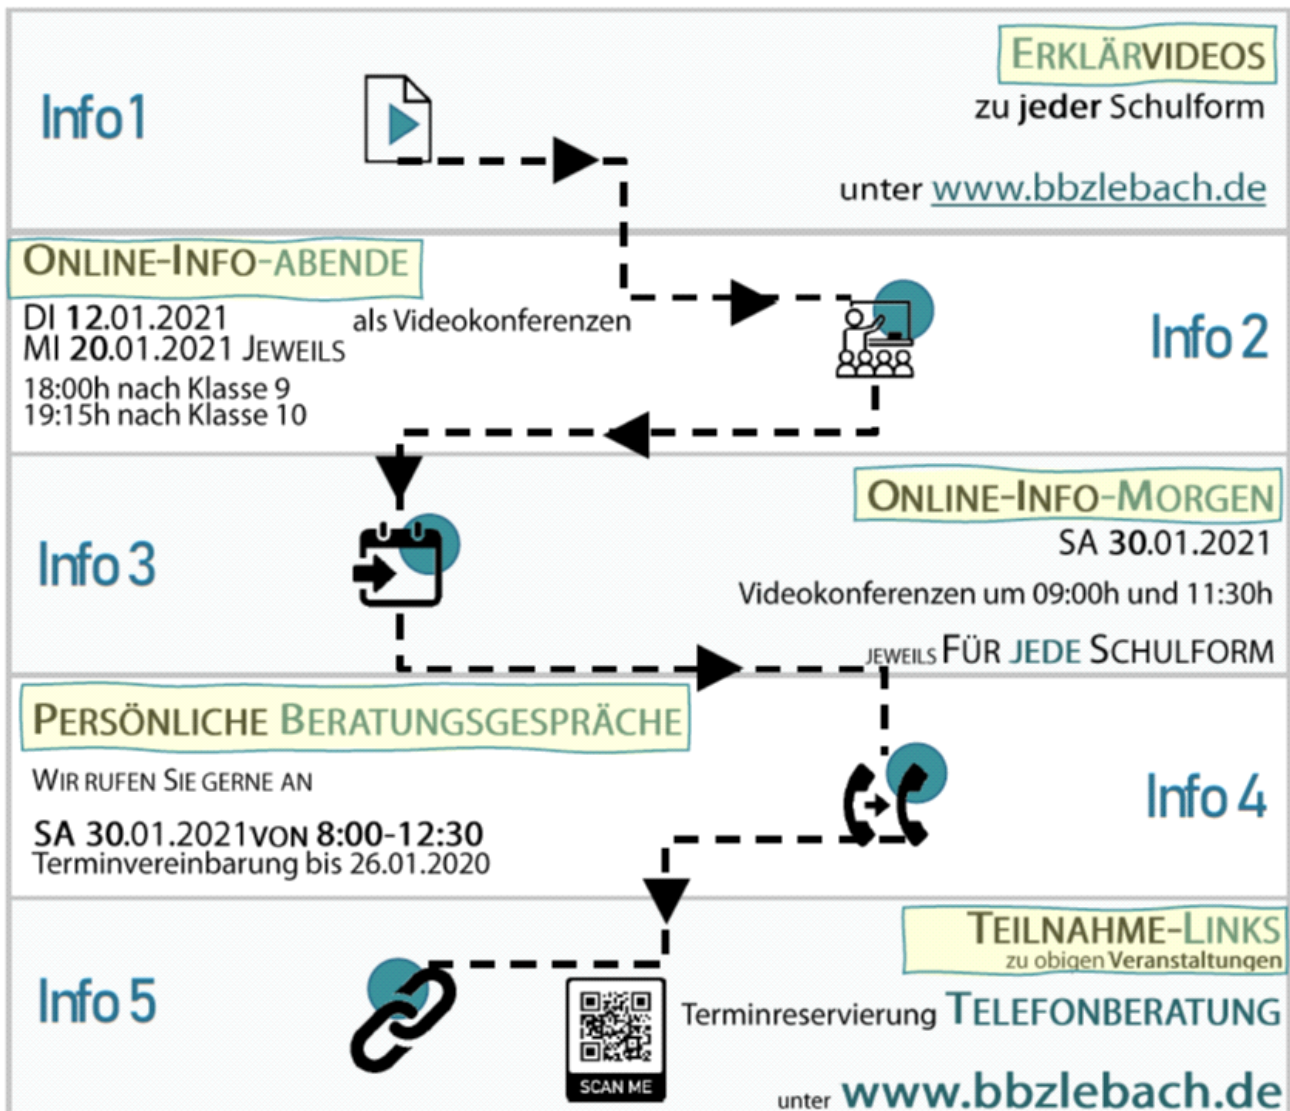 Info 1
ERKLÄRVIDEOS
zu jeder Schulform
unter www.bbzlebach.de
ONLINE-INFO-ABENDE
DI 12.01.2021
als Videokonferenzen
MI 20.01.2021 JEWEILS
18:00h nach Klasse 9
19:15h nach Klasse 10
Info 2
Info 3
ONLINE-INFO-MORGEN
SA 30.01.2021
Videokonferenzen um 09:00h und 11:30h
JEWEILS FÜR JEDE SCHULFORM
PERSÖNLICHE BERATUNGSGESPRÄCHE
WIR RUFEN SIE GERNE AN
SA 30.01.2021 VON 8:00-12:30
Terminvereinbarung bis 26.01.2020
Info 4
Info 5
SCAN ME
TEILNAHME-LINKS
zu obigen Veranstaltungen
Terminreservierung TELEFONBERATUNG
unter www.bbzlebach.de